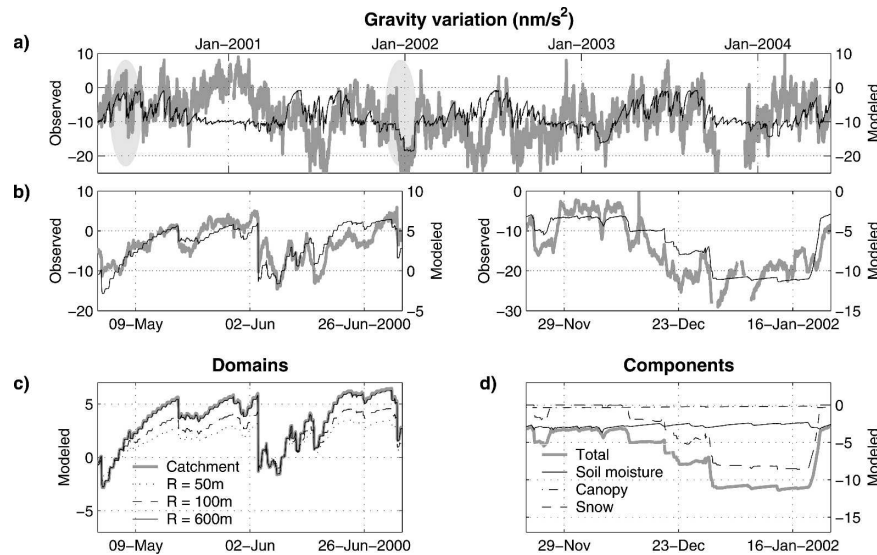 Gravity variation (nm/s²)
a)
Jan−2001 Jan−2002 Jan−2003 Jan−2004
Observed
10
0
−10
−20
10
0
−10
−20
Modeled
b)
Observed
10
0
−10
−20
10
5
0
−5
Modeled
09−May 02−Jun 26−Jun−2000
Observed
0
−10
−20
−30
0
−5
−10
−15
Modeled
29−Nov 23−Dec 16−Jan−2002
c)
Domains
Modeled
5
0
−5
Catchment
R = 50m
R = 100m
R = 600m
09−May 02−Jun 26−Jun−2000
d)
Components
0
−5
−10
−15
Modeled
Total
Soil moisture
Canopy
Snow
29−Nov 23−Dec 16−Jan−2002